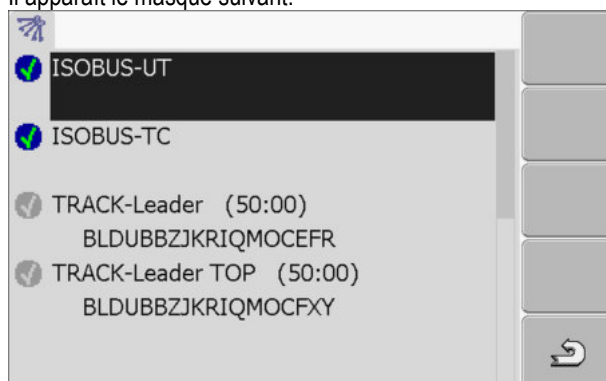 Il apparaît le masque suivant:
ISOBUS-UT
ISOBUS-TC
TRACK-Leader (50:00)
BLDUBBZJKRIQMOCEFR
TRACK-Leader TOP (50:00)
BLDUBBZJKRIQMOCFXY